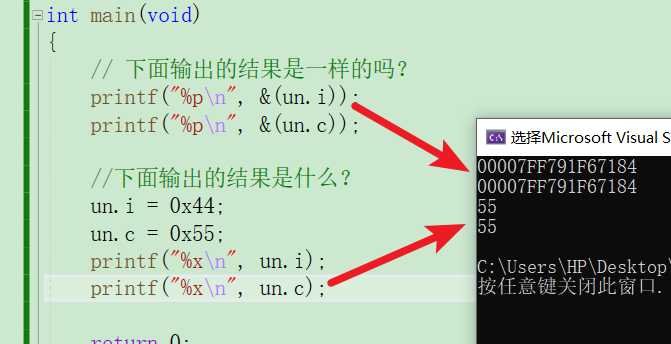 int main(void)
{
// 下面输出的结果是一样的吗?
printf("%p\n", &(un.i));
printf("%p\n", &(un.c));
//下面输出的结果是什么?
un.i = 0x44;
un.c = 0x55;
printf("%x\n", un.i);
printf("%x\n", un.c);
return 0;
C:\ 选择Microsoft Visual S
00007FF791F67184
00007FF791F67184
55
55
C:\Users\HP\Desktop\
按任意键关闭此窗口.